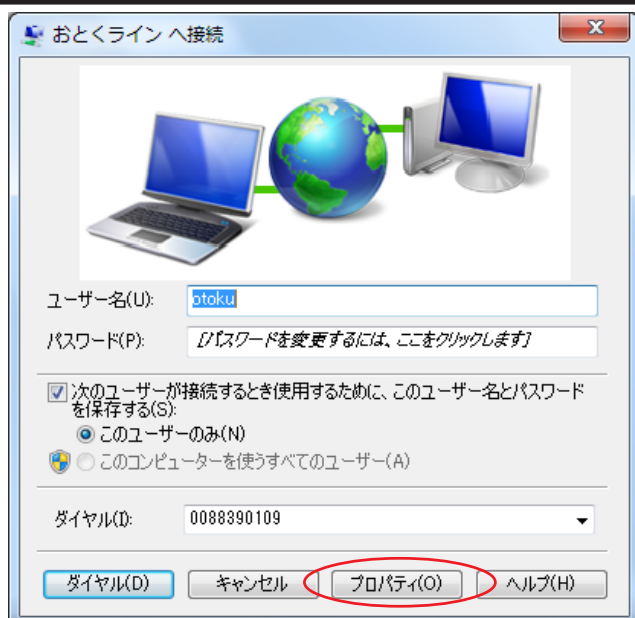 おとくライン へ接続
ユーザー名(U):
otoku
パスワード(P):
[パスワードを変更するには、ここをクリックします]
次のユーザーが接続するとき使用するために、このユーザー名とパスワード
を保存する(S):
このユーザーのみ(N)
このコンピューターを使うすべてのユーザー(A)
ダイヤル(I):
0088390109
ダイヤル(D)
キャンセル
プロパティ(O)
ヘルプ(H)